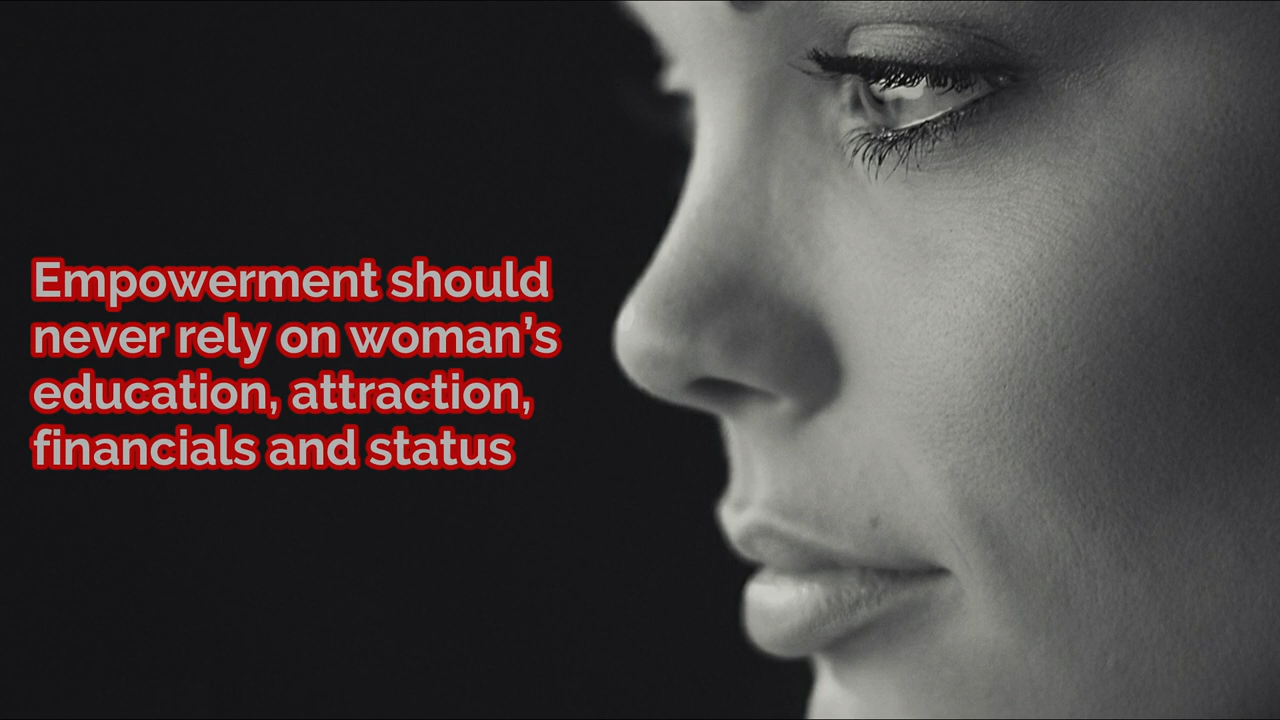 Empowerment should
never rely on woman’s
education, attraction,
financials and status